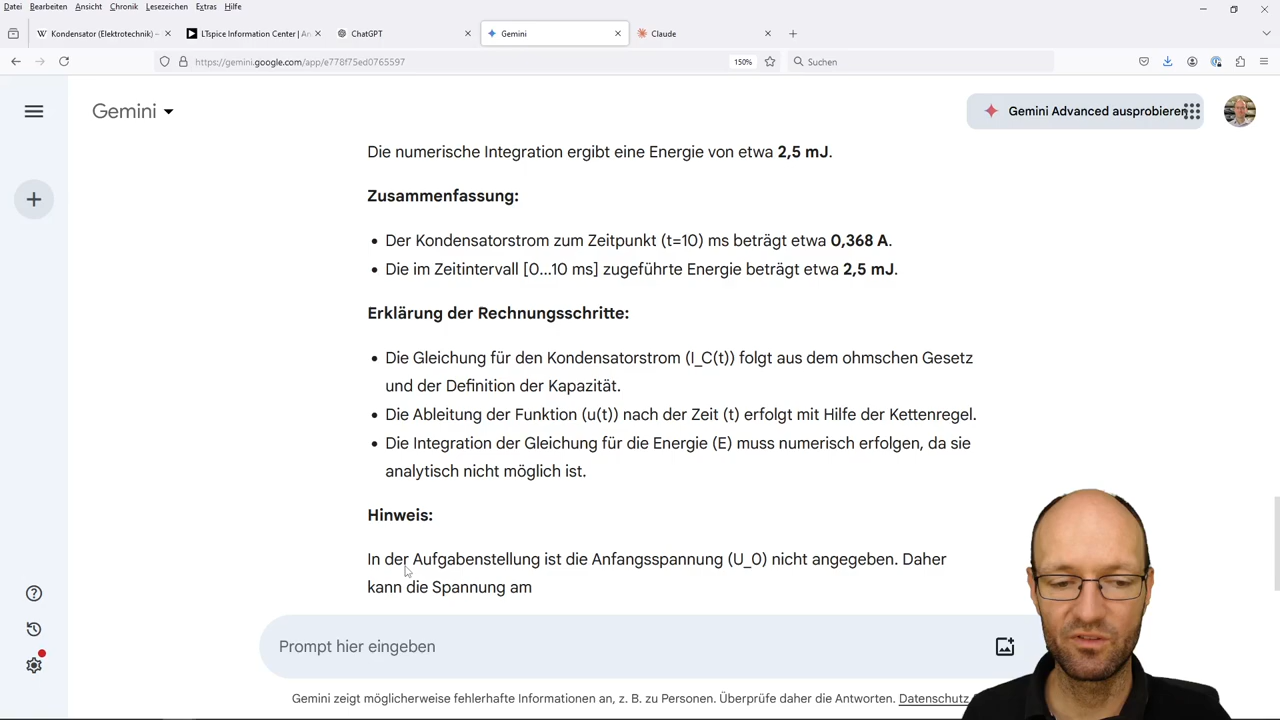 Datei Bearbeiten Ansicht Chronik Lesezeichen Extras Hilfe
Kondensator (Elektrotechnik) – LTspice Information Center | An ChatGPT Gemini Claude
https://gemini.google.com/app/e778f75ed0765597 150% Suchen
Gemini Gemini Advanced ausprobieren
Die numerische Integration ergibt eine Energie von etwa 2,5 mJ.
Zusammenfassung:
• Der Kondensatorstrom zum Zeitpunkt (t=10) ms beträgt etwa 0,368 A.
• Die im Zeitintervall [0...10 ms] zugeführte Energie beträgt etwa 2,5 mJ.
Erklärung der Rechnungsschritte:
• Die Gleichung für den Kondensatorstrom (I_C(t)) folgt aus dem ohmschen Gesetz
und der Definition der Kapazität.
• Die Ableitung der Funktion (u(t)) nach der Zeit (t) erfolgt mit Hilfe der Kettenregel.
• Die Integration der Gleichung für die Energie (E) muss numerisch erfolgen, da sie
analytisch nicht möglich ist.
Hinweis:
In der Aufgabenstellung ist die Anfangsspannung (U_0) nicht angegeben. Daher
kann die Spannung am
Prompt hier eingeben
Gemini zeigt möglicherweise fehlerhafte Informationen an, z. B. zu Personen. Überprüfe daher die Antworten. Datenschutz